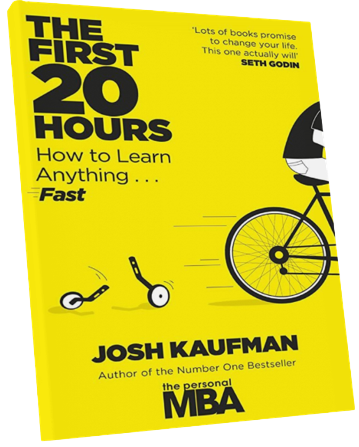 THE
FIRST
20
HOURS
How to Learn
Anything . . .
Fast
'Lots of books promise
to change your life.
This one actually will'
SETH GODIN
JOSH KAUFMAN
Author of the Number One Bestseller
the personal
MBA